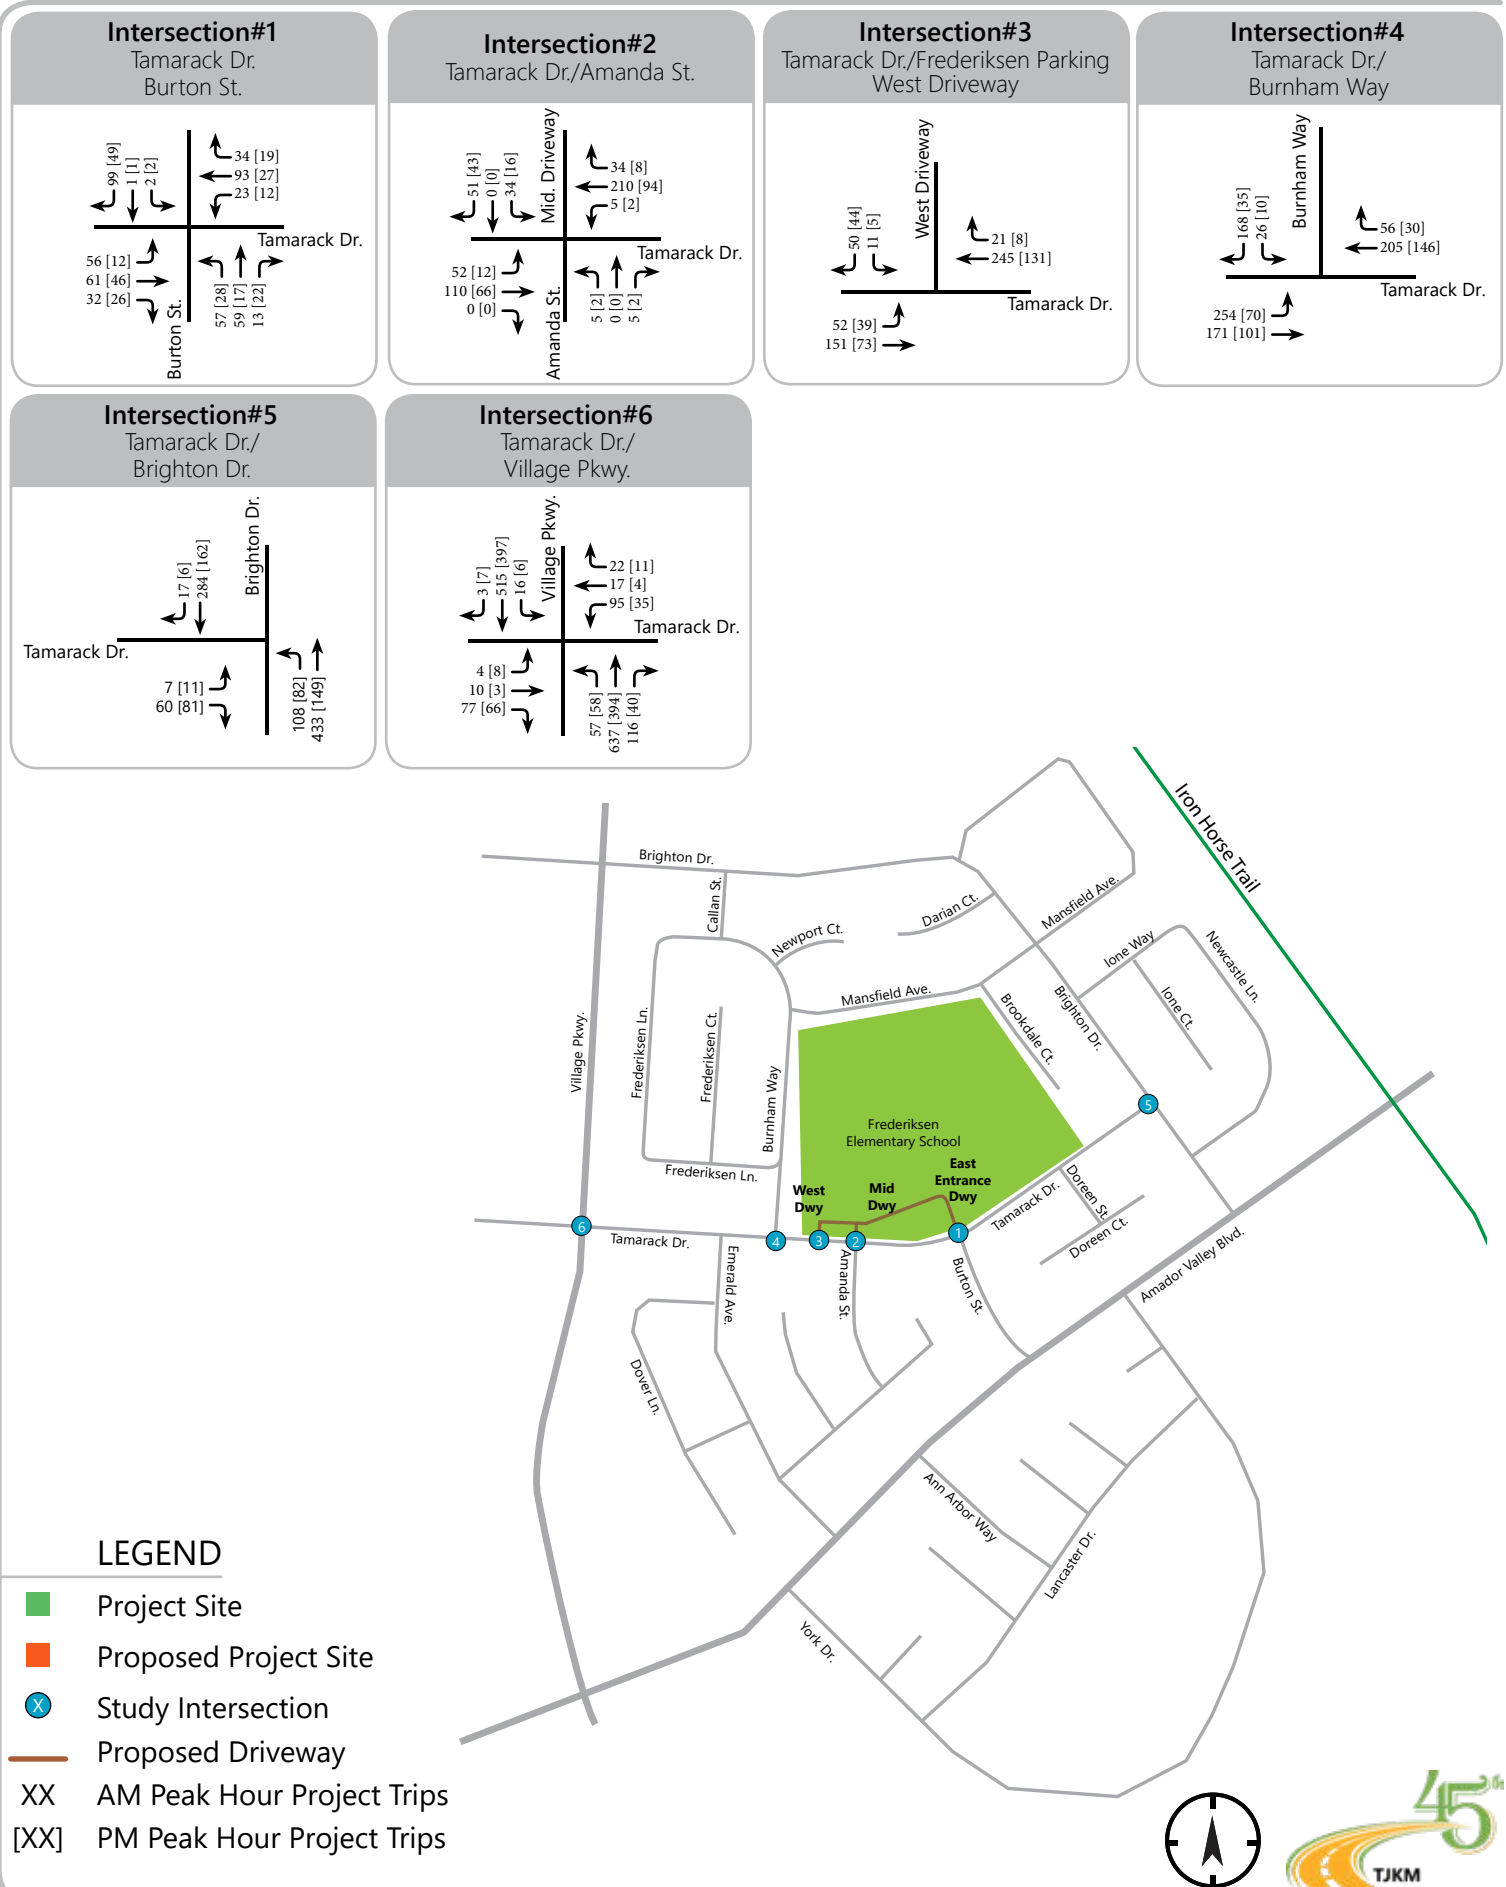 Intersection#1
Tamarack Dr.
Burton St.
99 [49]
1 [1]
2 [2]
34 [19]
93 [27]
23 [12]
Tamarack Dr.
56 [12]
61 [46]
32 [26]
57 [28]
59 [17]
13 [22]
Burton St.
Intersection#2
Tamarack Dr./Amanda St.
51 [43]
0 [0]
34 [16]
Mid. Driveway
34 [8]
210 [94]
5 [2]
Tamarack Dr.
52 [12]
110 [66]
0 [0]
Amanda St.
5 [2]
0 [0]
5 [2]
Intersection#3
Tamarack Dr./Frederiksen Parking
West Driveway
50 [44]
11 [5]
West Driveway
21 [8]
245 [131]
Tamarack Dr.
52 [39]
151 [73]
Intersection#4
Tamarack Dr./
Burnham Way
168 [35]
26 [10]
Burnham Way
56 [30]
205 [146]
Tamarack Dr.
254 [70]
171 [101]
Intersection#5
Tamarack Dr./
Brighton Dr.
17 [6]
284 [162]
Brighton Dr.
Tamarack Dr.
7 [11]
60 [81]
108 [82]
433 [149]
Intersection#6
Tamarack Dr./
Village Pkwy.
3 [7]
515 [397]
16 [6]
Village Pkwy.
22 [11]
17 [4]
95 [35]
Tamarack Dr.
4 [8]
10 [3]
77 [66]
57 [58]
637 [394]
116 [40]
Iron Horse Trail
Brighton Dr.
Callan St.
Newport Ct.
Darian Ct.
Mansfield Ave.
Ione Way
Newcastle Ln.
Ione Ct.
Mansfield Ave.
Brookdale Ct.
Brighton Dr.
Village Pkwy.
Frederiksen Ln.
Frederiksen Ct.
Burnham Way
Frederiksen Ln.
Frederiksen
Elementary School
West
Dwy
Mid
Dwy
East
Entrance
Dwy
5
6
4
3
2
1
Tamarack Dr.
Tamarack Dr.
Doreen St.
Doreen Ct.
Amador Valley Blvd.
Emerald Ave.
Amanda St.
Burton St.
Dover Ln.
Ann Arbor Way
Lancaster Dr.
York Dr.
LEGEND
Project Site
Proposed Project Site
X Study Intersection
Proposed Driveway
XX AM Peak Hour Project Trips
[XX] PM Peak Hour Project Trips
45th
TJKM